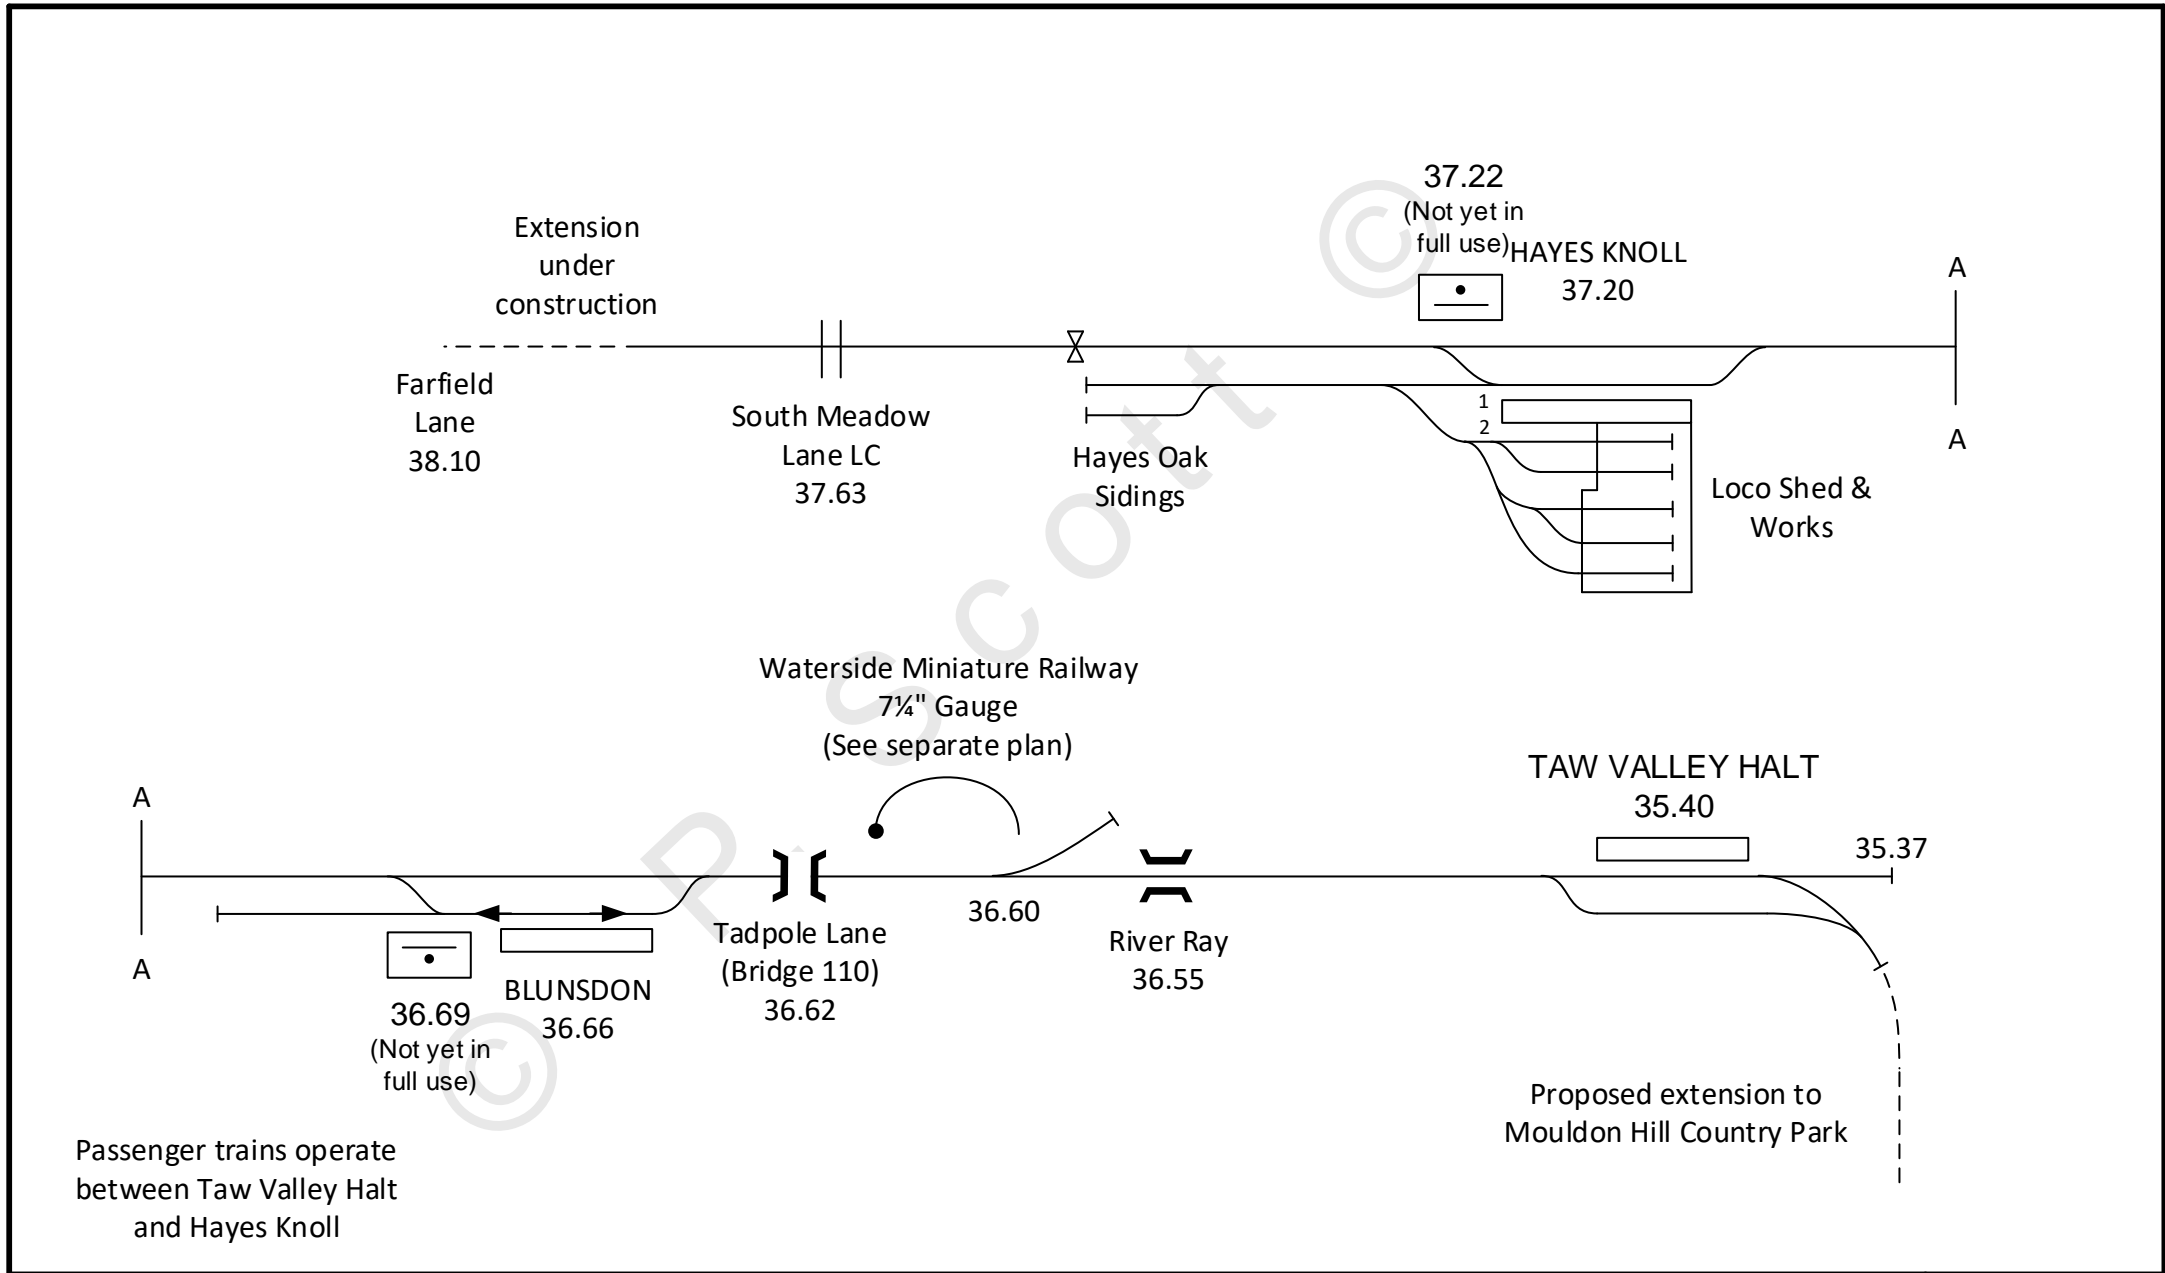 37.22
(Not yet in
full use)
HAYES KNOLL
37.20
Extension
under
construction
A
Farfield
Lane
38.10
South Meadow
Lane LC
37.63
Hayes Oak
Sidings
1
2
Loco Shed &
Works
A
Waterside Miniature Railway
7¼" Gauge
(See separate plan)
TAW VALLEY HALT
35.40
35.37
A
A
36.69
(Not yet in
full use)
BLUNSDON
36.66
Tadpole Lane
(Bridge 110)
36.62
36.60
River Ray
36.55
Proposed extension to
Mouldon Hill Country Park
Passenger trains operate
between Taw Valley Halt
and Hayes Knoll
© P Scott ©